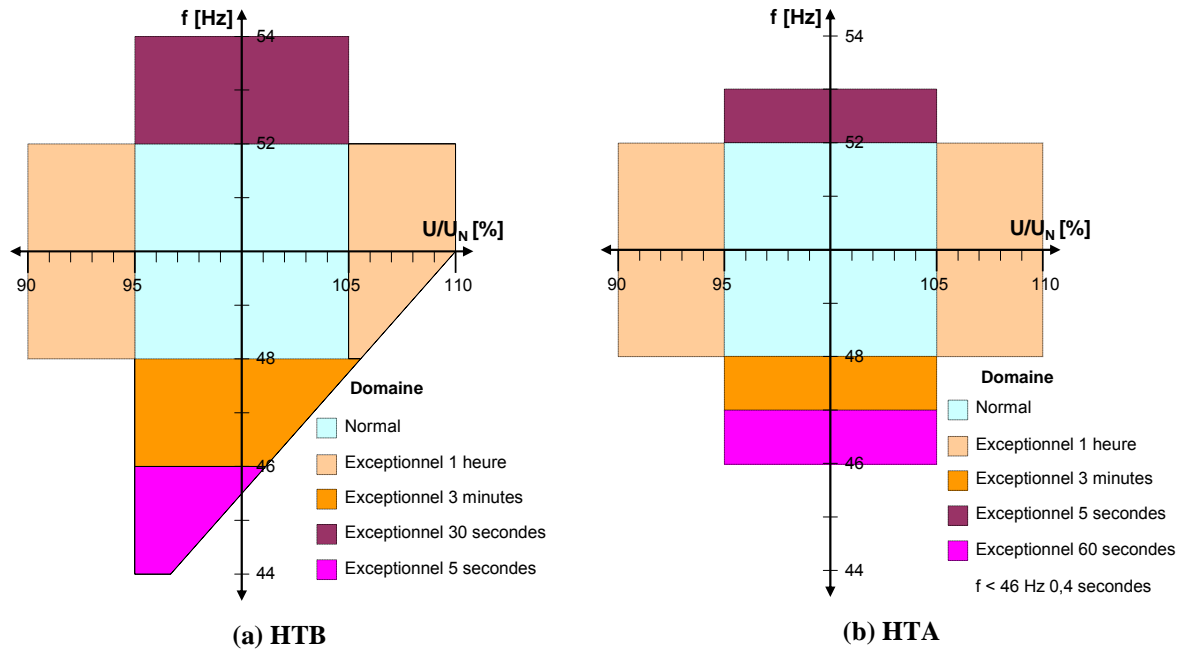 f [Hz]
54
52
U/UN [%]
90
95
105
110
48
46
44
Domaine
Normal
Exceptionnel 1 heure
Exceptionnel 3 minutes
Exceptionnel 30 secondes
Exceptionnel 5 secondes
(a) HTB
f [Hz]
54
52
U/UN [%]
90
95
105
110
48
46
44
Domaine
Normal
Exceptionnel 1 heure
Exceptionnel 3 minutes
Exceptionnel 5 secondes
Exceptionnel 60 secondes
f < 46 Hz 0,4 secondes
(b) HTA